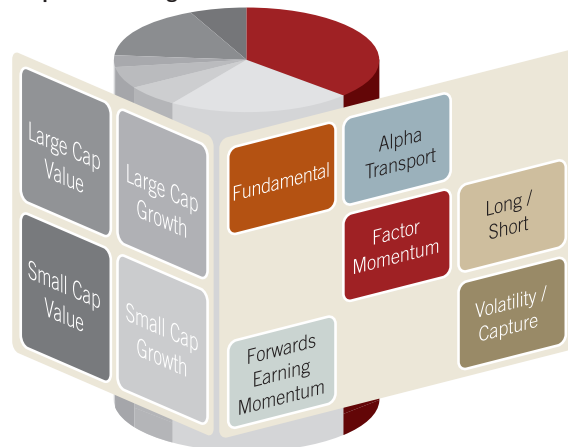 Large Cap
Value
Large Cap
Growth
Small Cap
Value
Small Cap
Growth
Fundamental
Alpha
Transport
Factor
Momentum
Long /
Short
Volatility /
Capture
Forwards
Earning
Momentum